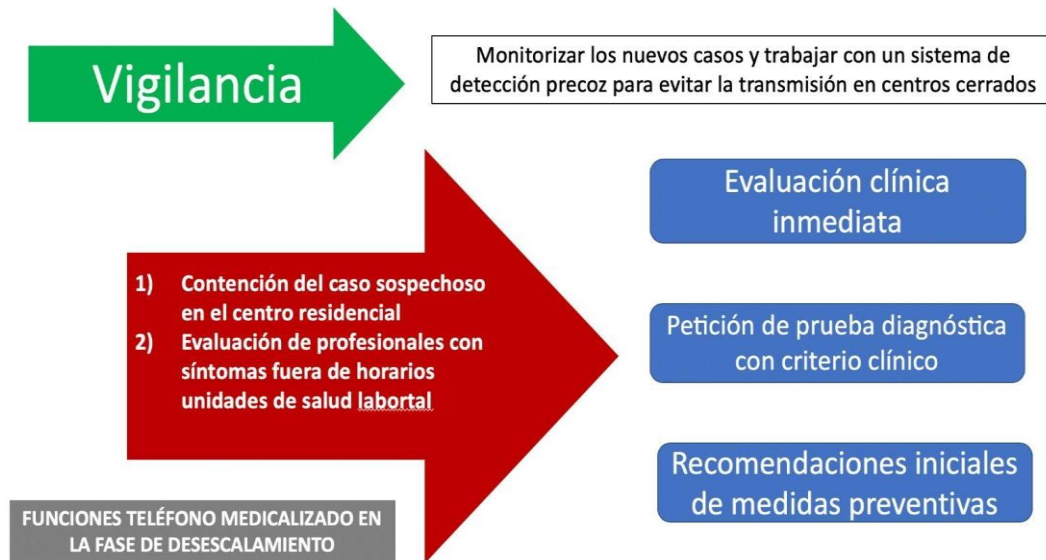 Vigilancia
Monitorizar los nuevos casos y trabajar con un sistema de
detección precoz para evitar la transmisión en centros cerrados
1) Contención del caso sospechoso
en el centro residencial
2) Evaluación de profesionales con
síntomas fuera de horarios
unidades de salud labortal
Evaluación clínica
inmediata
Petición de prueba diagnóstica
con criterio clínico
Recomendaciones iniciales
de medidas preventivas
FUNCIONES TELÉFONO MEDICALIZADO EN
LA FASE DE DESESCALAMIENTO